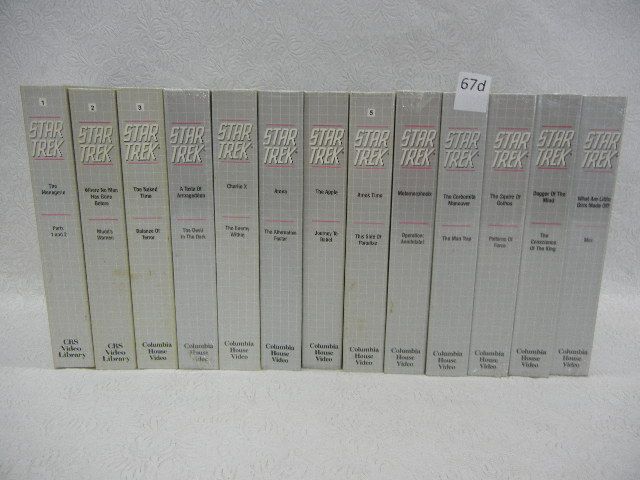 67d
1
STAR
TREK
The
Menagerie
Parts
1 and 2
CBS
Video
Library
2
STAR
TREK
Where No Man
Has Gone
Before
Mudd's
Women
CBS
Video
Library
3
STAR
TREK
The Naked
Time
Balance Of
Terror
Columbia
House
Video
STAR
TREK
A Taste Of
Armageddon
The Devil
In The Dark
Columbia
House
Video
STAR
TREK
Charlie X
The Enemy
Within
Columbia
House
Video
STAR
TREK
Arena
The Alternative
Factor
Columbia
House
Video
STAR
TREK
The Apple
Journey To
Babel
Columbia
House
Video
5
STAR
TREK
Amok Time
This Side Of
Paradise
Columbia
House
Video
STAR
TREK
Metamorphosis
Operation:
Annihilate!
Columbia
House
Video
STAR
TREK
The Corbomite
Maneuver
The Man Trap
Columbia
House
Video
STAR
TREK
The Squire Of
Gothos
Patterns Of
Force
Columbia
House
Video
STAR
TREK
Dagger Of The
Mind
The
Conscience
Of The King
Columbia
House
Video
STAR
TREK
What Are Little
Girls Made Of?
Miri
Columbia
House
Video